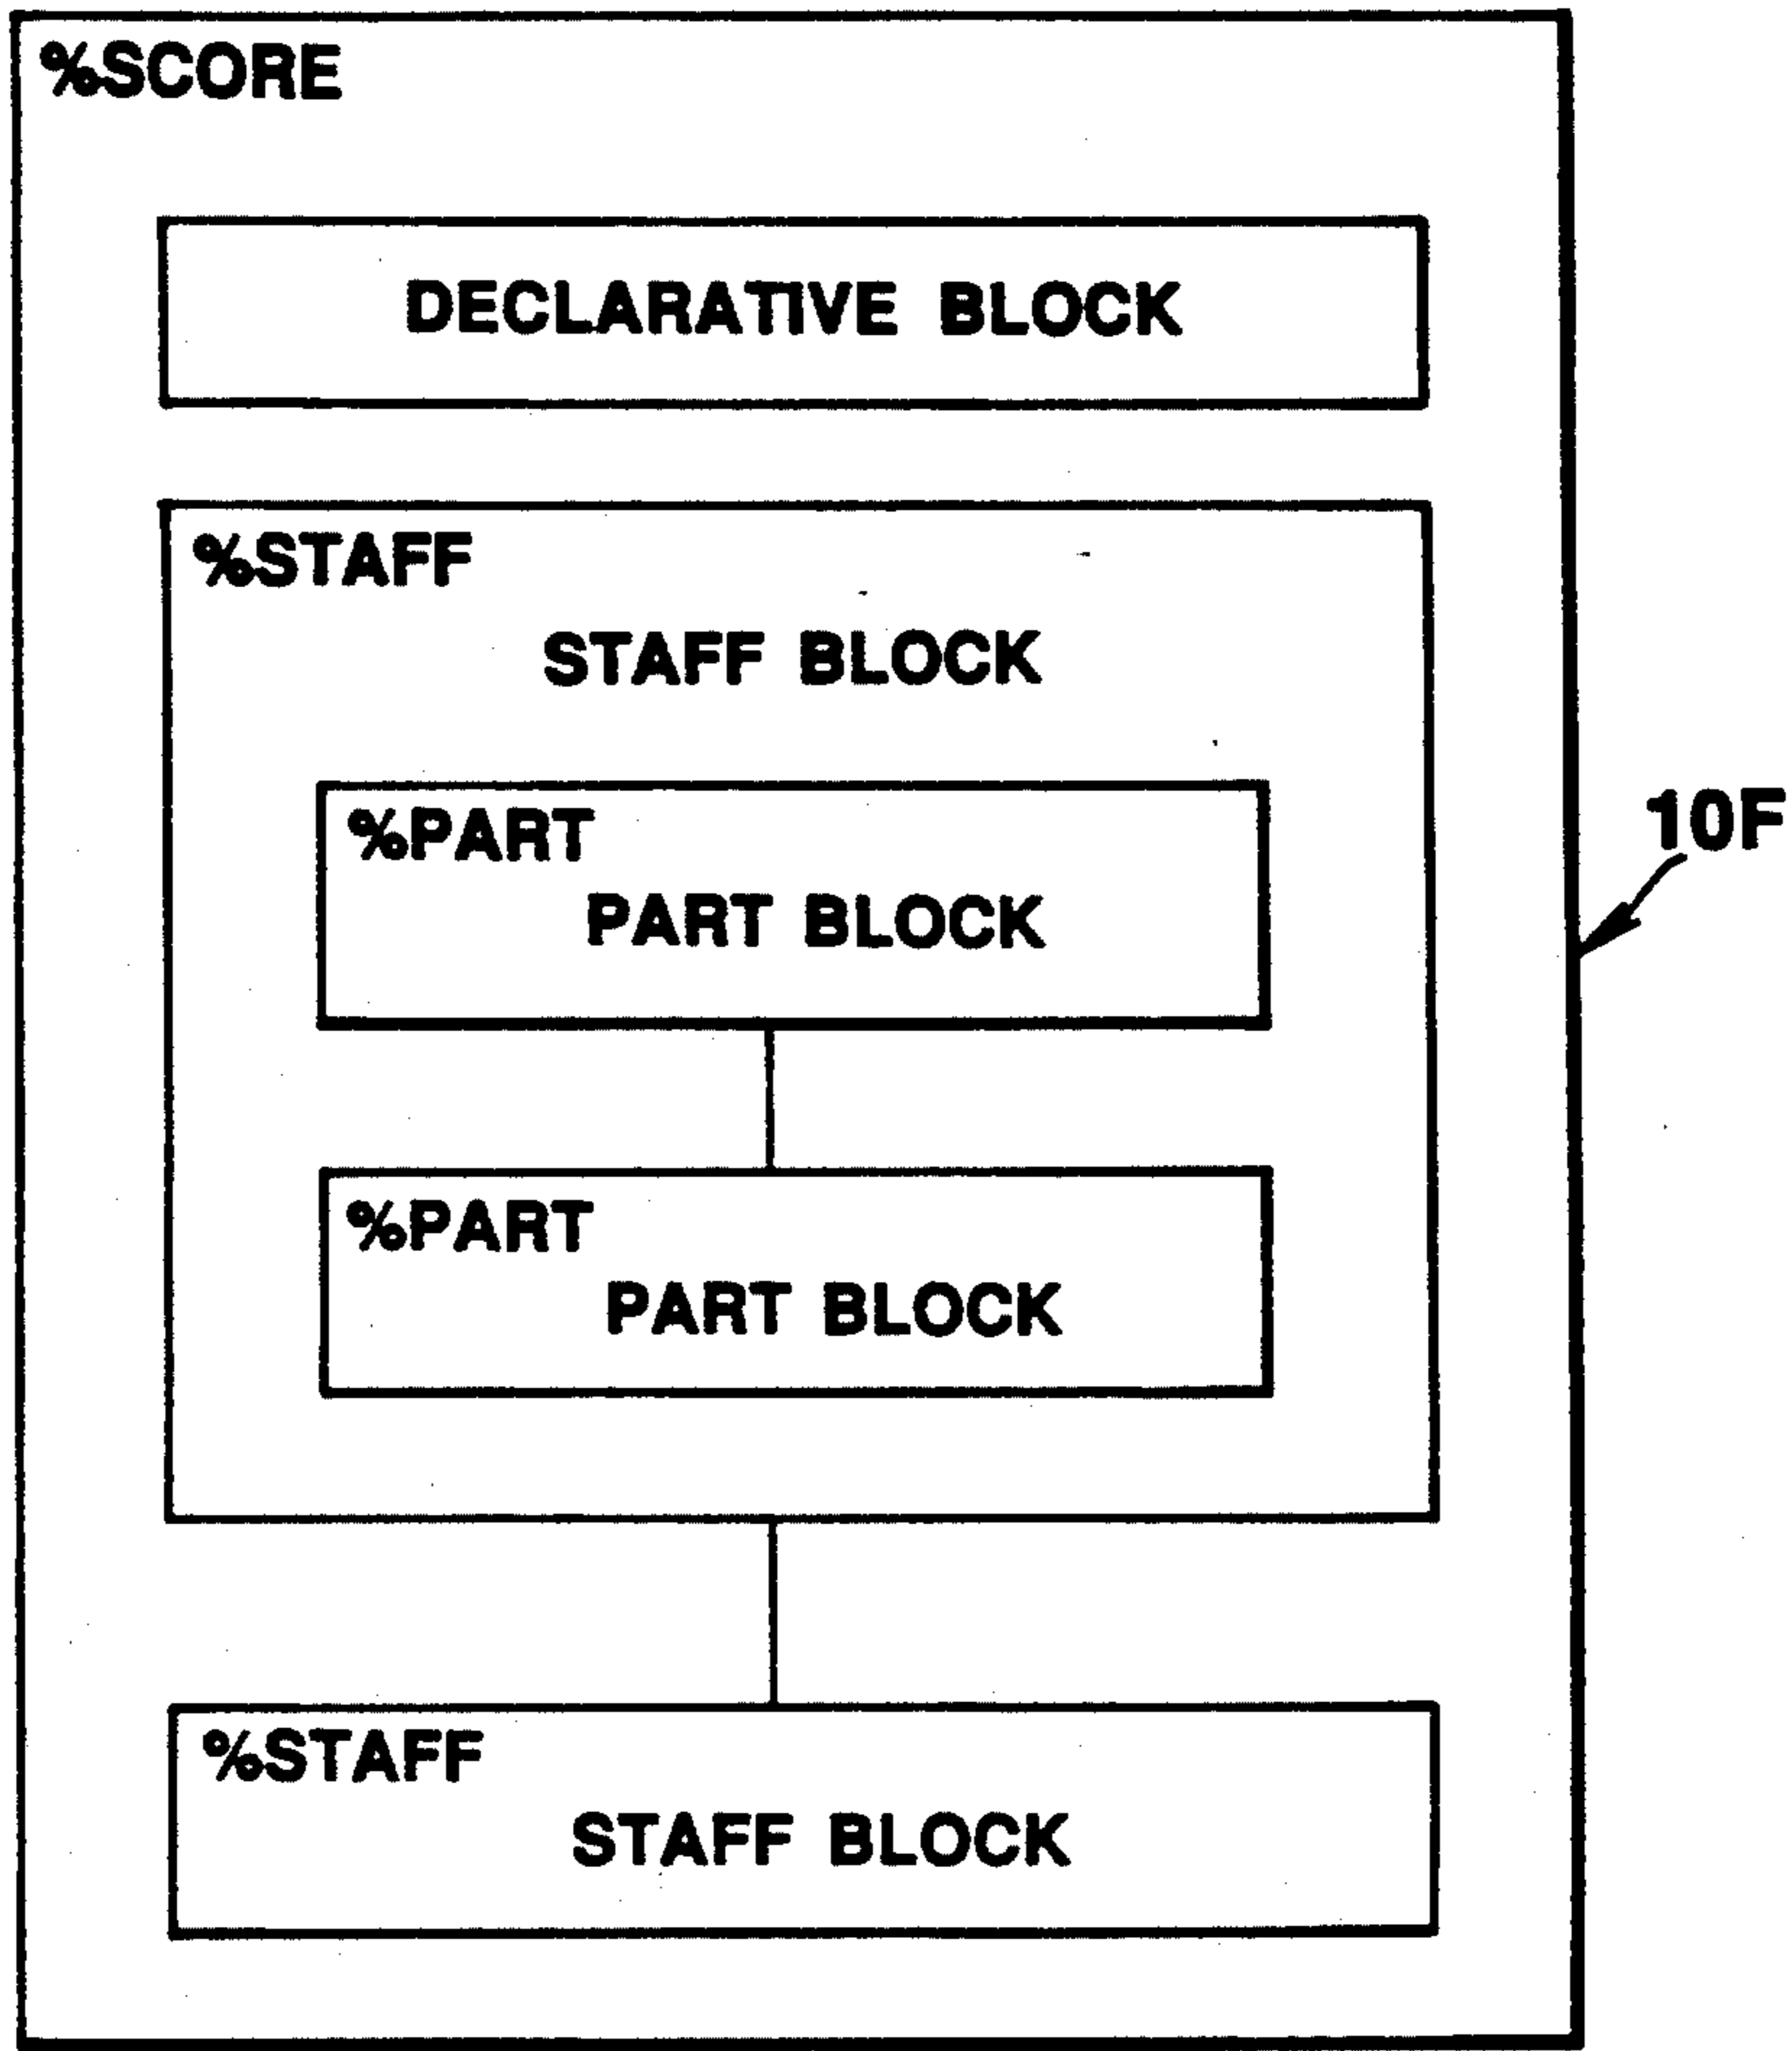 %SCORE
DECLARATIVE BLOCK
%STAFF
STAFF BLOCK
%PART
PART BLOCK
10F
%PART
PART BLOCK
%STAFF
STAFF BLOCK